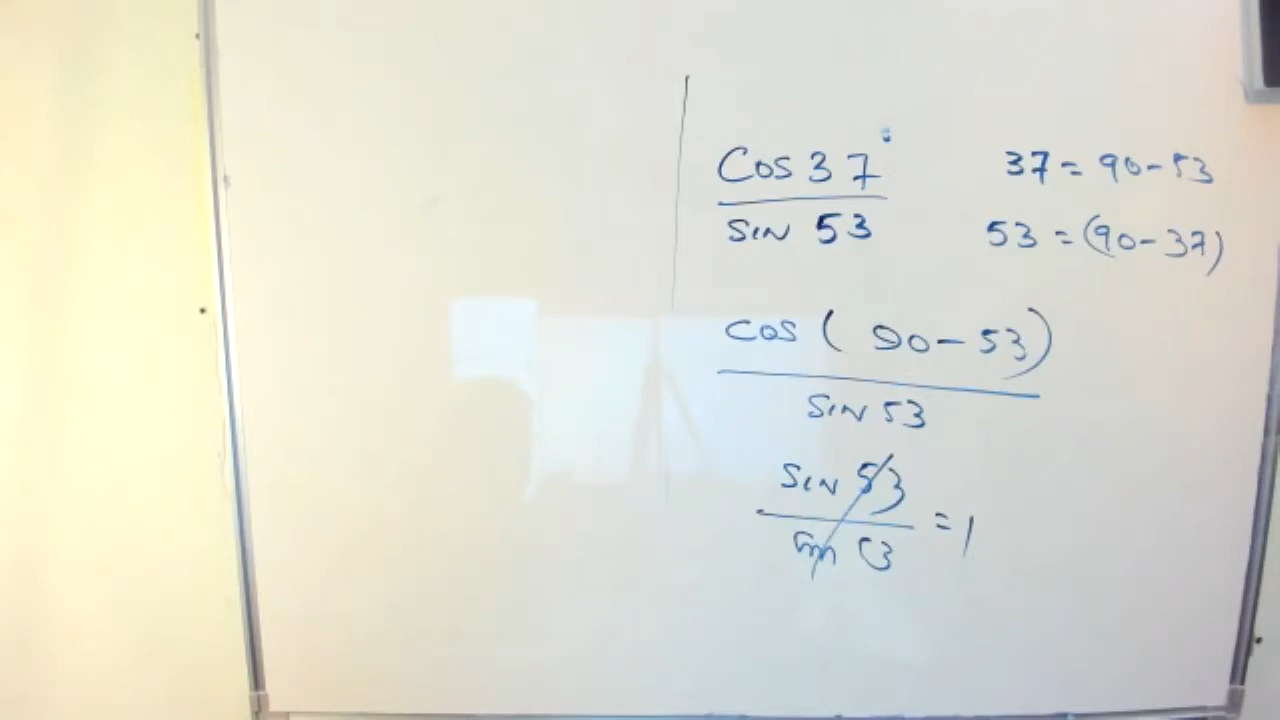 Cos 37°     37 = 90 - 53
sin 53     53 = (90 - 37)
cos ( 90 - 53)
sin 53
sin 53
sin 53 = 1